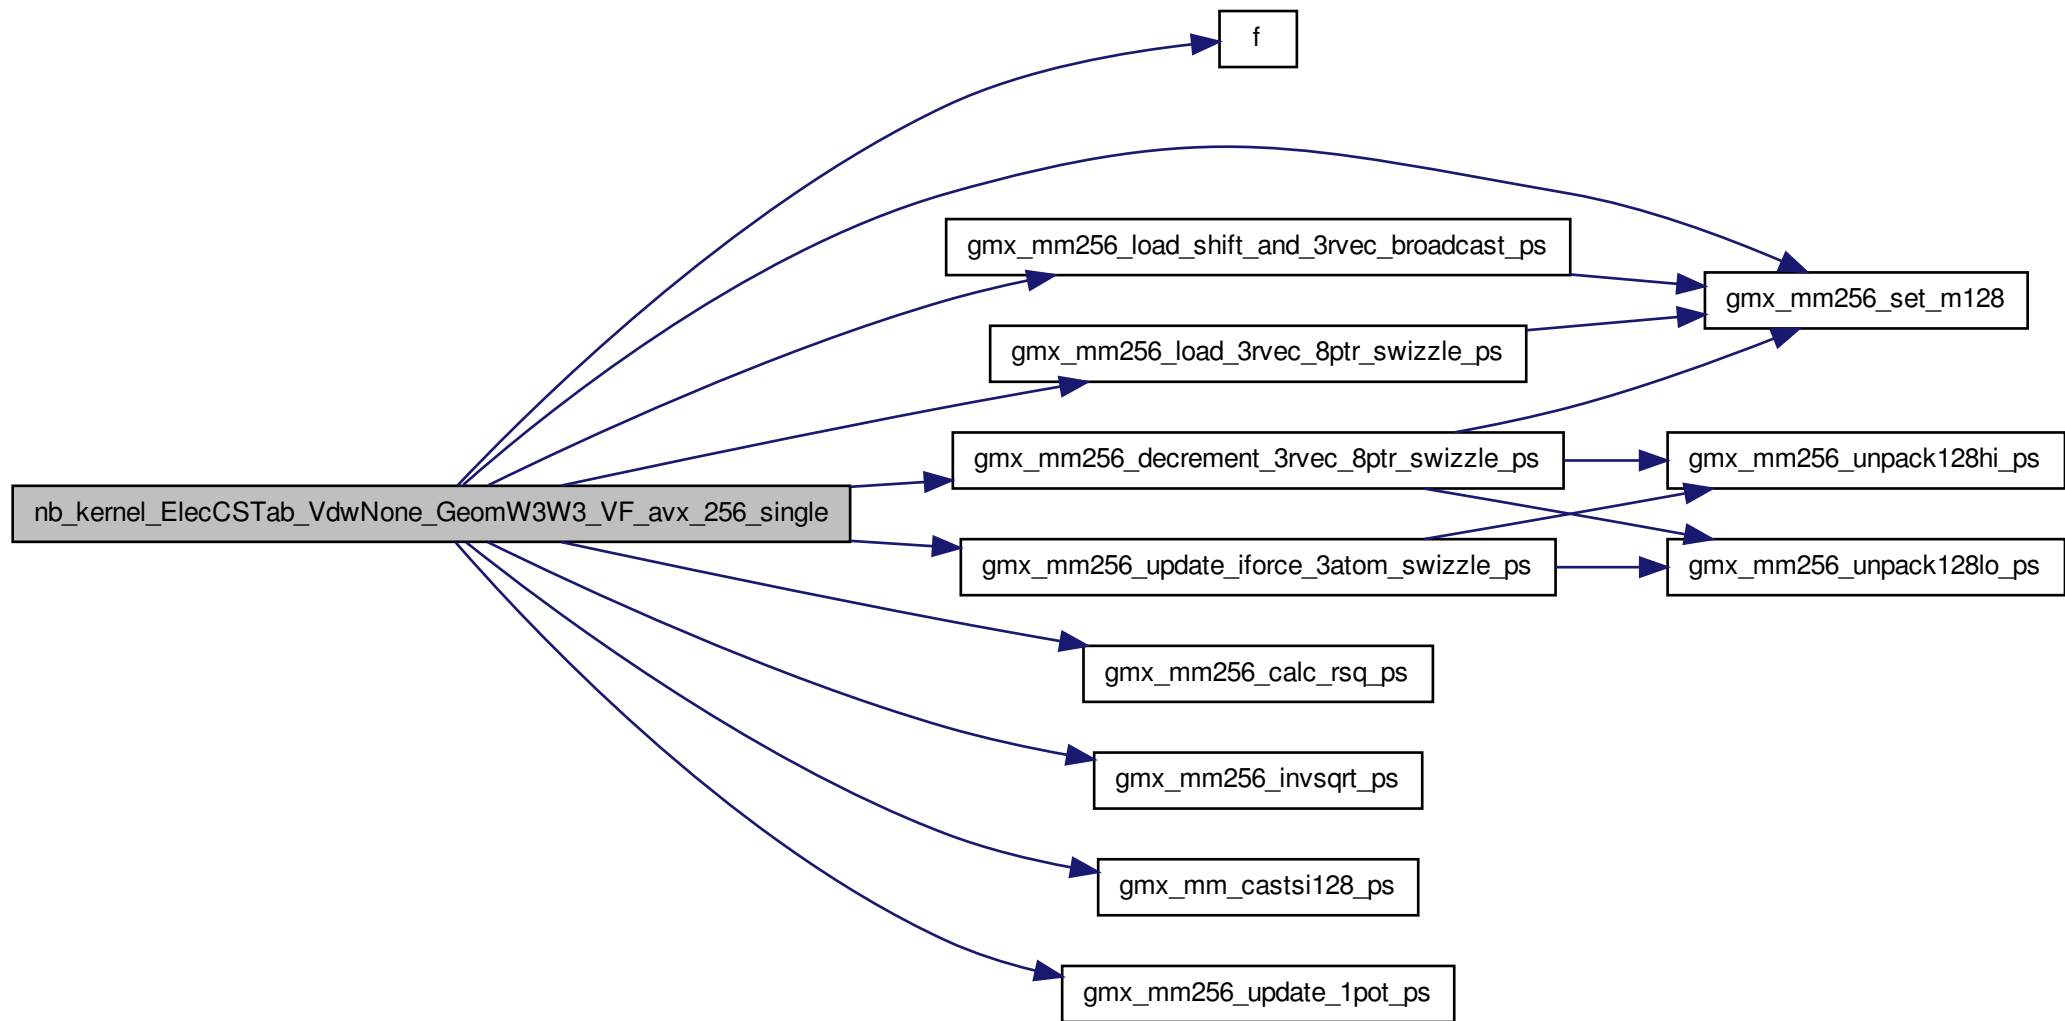 f
gmx_mm256_load_shift_and_3rvec_broadcast_ps
gmx_mm256_set_m128
gmx_mm256_load_3rvec_8ptr_swizzle_ps
gmx_mm256_decrement_3rvec_8ptr_swizzle_ps
gmx_mm256_unpack128hi_ps
nb_kernel_ElecCSTab_VdwNone_GeomW3W3_VF_avx_256_single
gmx_mm256_update_iforce_3atom_swizzle_ps
gmx_mm256_unpack128lo_ps
gmx_mm256_calc_rsq_ps
gmx_mm256_invsqrt_ps
gmx_mm_castsi128_ps
gmx_mm256_update_1pot_ps